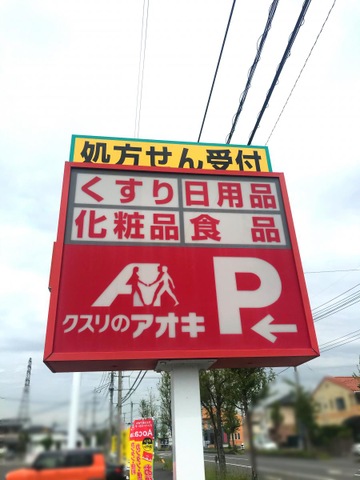 処方せん受付
くすり 日用品
化粧品 食品
クスリのアオキ
P